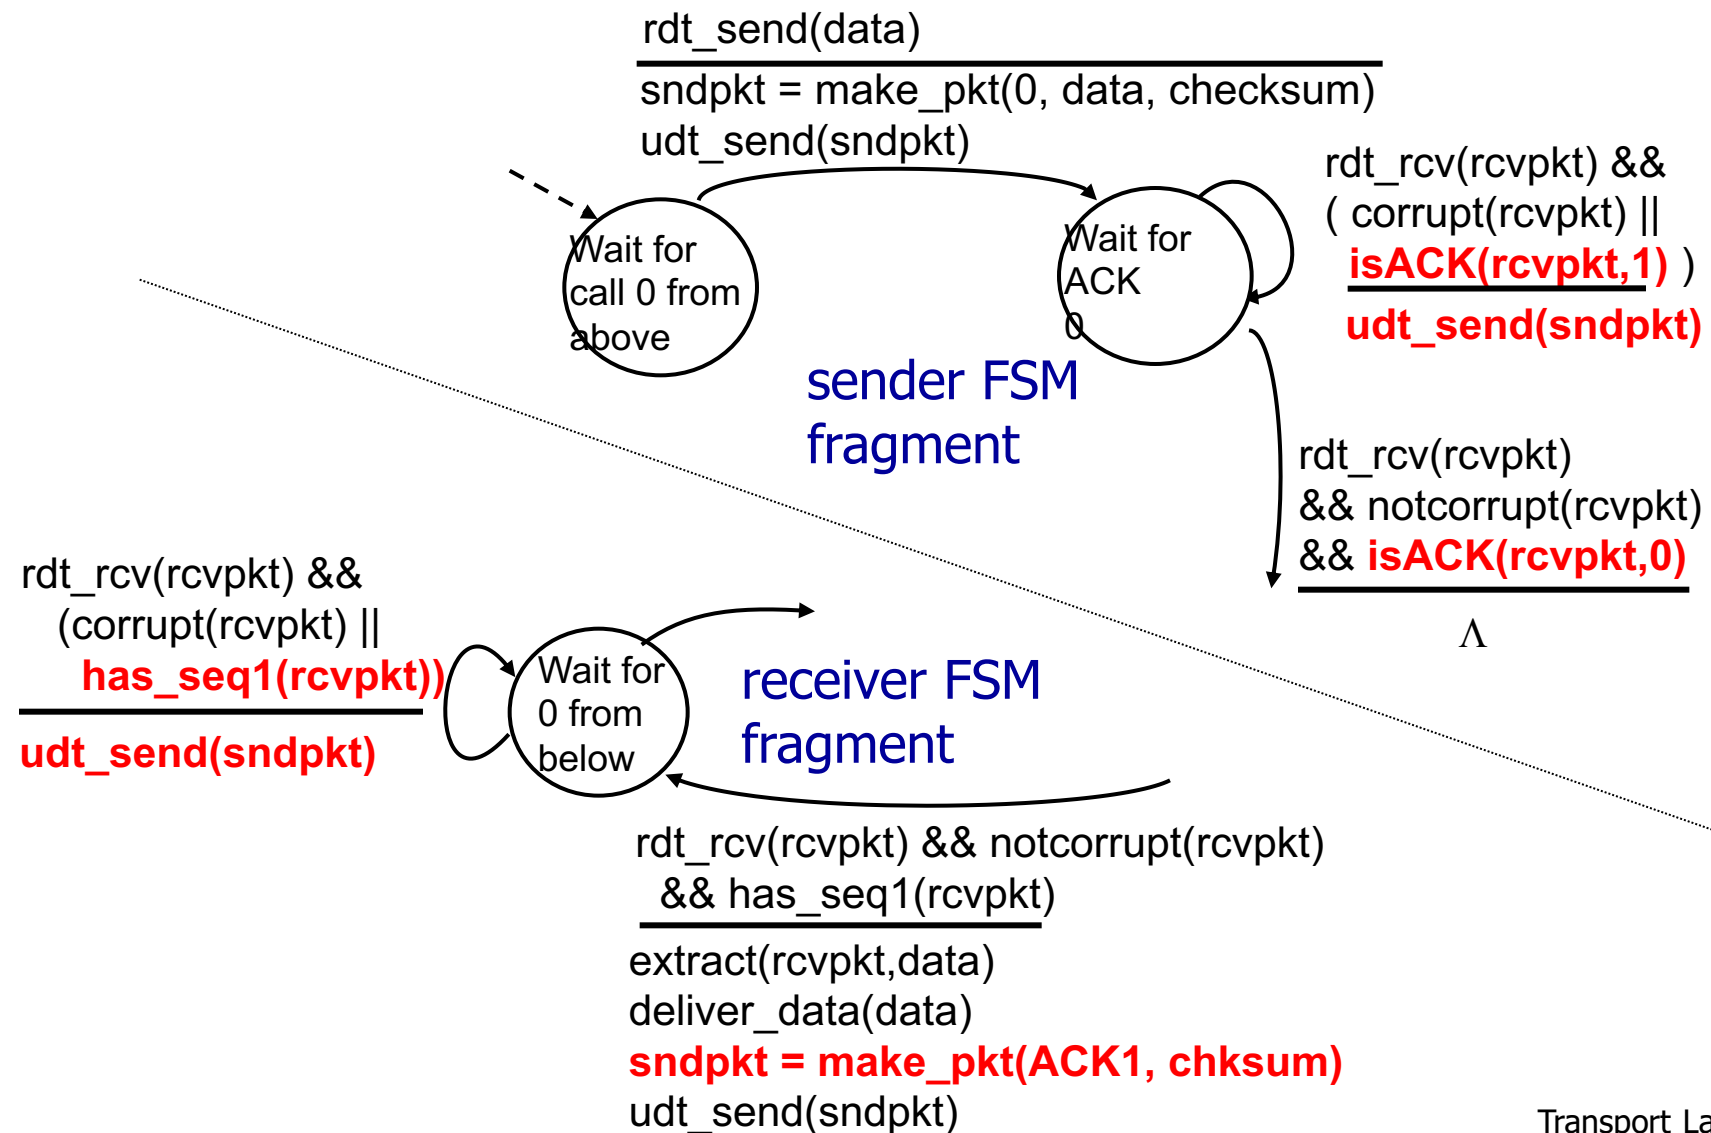 rdt_send(data)
sndpkt = make_pkt(0, data, checksum)
udt_send(sndpkt)
Wait for
call 0 from
above
Wait for
ACK
0
rdt_rcv(rcvpkt) &&
( corrupt(rcvpkt) ||
isACK(rcvpkt,1) )
udt_send(sndpkt)
sender FSM
fragment
rdt_rcv(rcvpkt)
&& notcorrupt(rcvpkt)
&& isACK(rcvpkt,0)
Λ
rdt_rcv(rcvpkt) &&
(corrupt(rcvpkt) ||
has_seq1(rcvpkt))
udt_send(sndpkt)
Wait for
0 from
below
receiver FSM
fragment
rdt_rcv(rcvpkt) && notcorrupt(rcvpkt)
&& has_seq1(rcvpkt)
extract(rcvpkt,data)
deliver_data(data)
sndpkt = make_pkt(ACK1, chksum)
udt_send(sndpkt)
Transport La